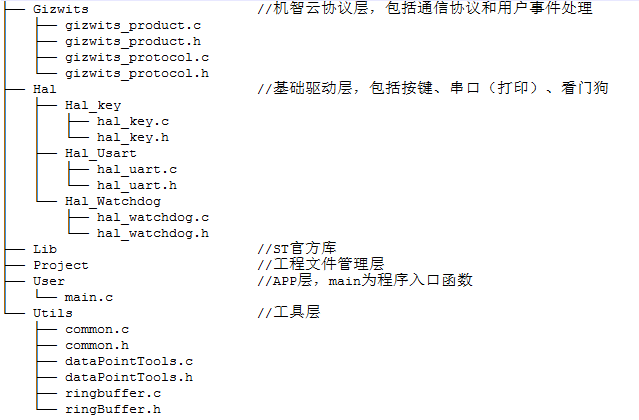 ├── Gizwits //机智云协议层，包括通信协议和用户事件处理
│   ├── gizwits_product.c
│   ├── gizwits_product.h
│   ├── gizwits_protocol.c
│   └── gizwits_protocol.h
├── Hal //基础驱动层，包括按键、串口（打印）、看门狗
│   ├── Hal_key
│   │   ├── hal_key.c
│   │   └── hal_key.h
│   ├── Hal_Usart
│   │   ├── hal_uart.c
│   │   └── hal_uart.h
│   └── Hal_Watchdog
│       ├── hal_watchdog.c
│       └── hal_watchdog.h
├── Lib //ST官方库
├── Project //工程文件管理层
├── User //APP层，main为程序入口函数
│   └── main.c
└── Utils //工具层
    ├── common.c
    ├── common.h
    ├── dataPointTools.c
    ├── dataPointTools.h
    ├── ringbuffer.c
    └── ringBuffer.h